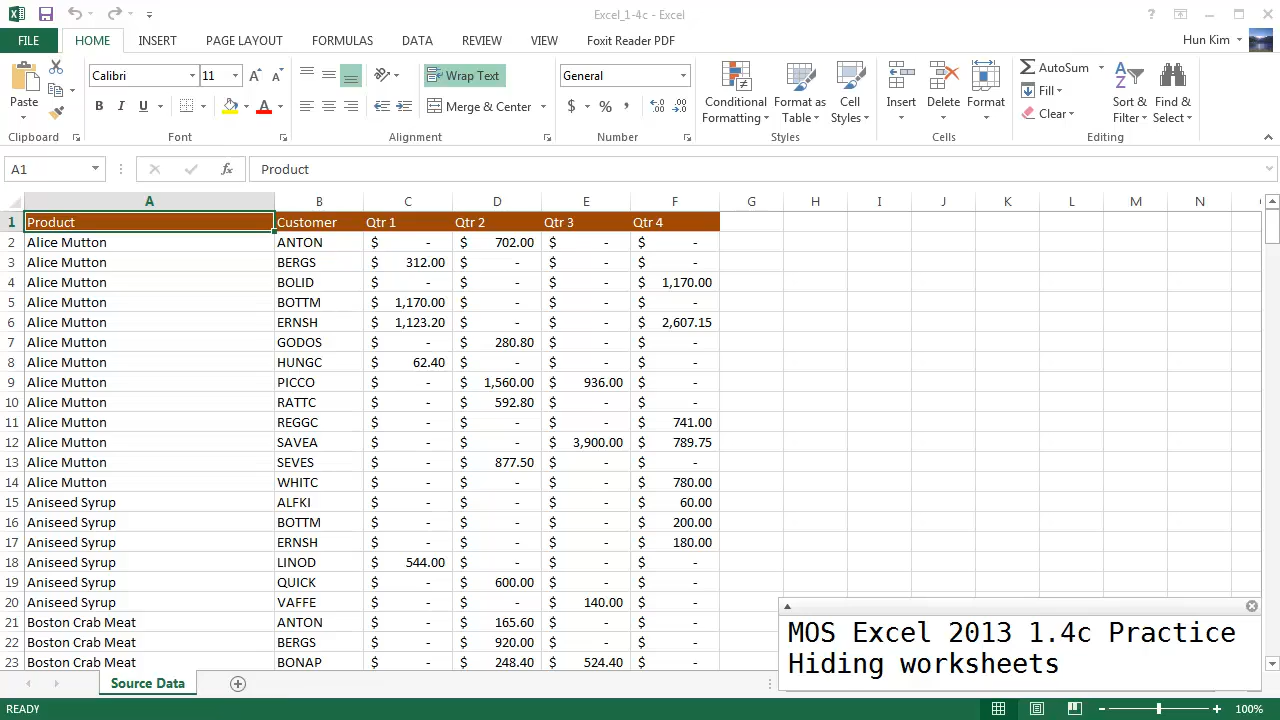 Excel_1-4c - Excel
FILE HOME INSERT PAGE LAYOUT FORMULAS DATA REVIEW VIEW Foxit Reader PDF Hun Kim
Paste
Clipboard
Calibri 11
B I U
Font
Wrap Text
Merge & Center
Alignment
General
$ % ,
Number
Conditional Formatting
Format as Table
Cell Styles
Styles
Insert Delete Format
Cells
AutoSum
Fill
Clear
Sort & Filter
Find & Select
Editing
A1 fx Product
A B C D E F G H I J K L M N
1 Product Customer Qtr 1 Qtr 2 Qtr 3 Qtr 4
2 Alice Mutton ANTON $ - $ 702.00 $ - $ -
3 Alice Mutton BERGS $ 312.00 $ - $ - $ -
4 Alice Mutton BOLID $ - $ - $ - $ 1,170.00
5 Alice Mutton BOTTM $ 1,170.00 $ - $ - $ -
6 Alice Mutton ERNSH $ 1,123.20 $ - $ - $ 2,607.15
7 Alice Mutton GODOS $ - $ 280.80 $ - $ -
8 Alice Mutton HUNGC $ 62.40 $ - $ - $ -
9 Alice Mutton PICCO $ - $ 1,560.00 $ 936.00 $ -
10 Alice Mutton RATTC $ - $ 592.80 $ - $ -
11 Alice Mutton REGGC $ - $ - $ - $ 741.00
12 Alice Mutton SAVEA $ - $ - $ 3,900.00 $ 789.75
13 Alice Mutton SEVES $ - $ 877.50 $ - $ -
14 Alice Mutton WHITC $ - $ - $ - $ 780.00
15 Aniseed Syrup ALFKI $ - $ - $ - $ 60.00
16 Aniseed Syrup BOTTM $ - $ - $ - $ 200.00
17 Aniseed Syrup ERNSH $ - $ - $ - $ 180.00
18 Aniseed Syrup LINOD $ 544.00 $ - $ - $ -
19 Aniseed Syrup QUICK $ - $ 600.00 $ - $ -
20 Aniseed Syrup VAFFE $ - $ - $ 140.00 $ -
21 Boston Crab Meat ANTON $ - $ 165.60 $ - $ -
22 Boston Crab Meat BERGS $ - $ 920.00 $ - $ -
23 Boston Crab Meat BONAP $ - $ 248.40 $ 524.40 $ -
MOS Excel 2013 1.4c Practice
Hiding worksheets
Source Data
READY 100%